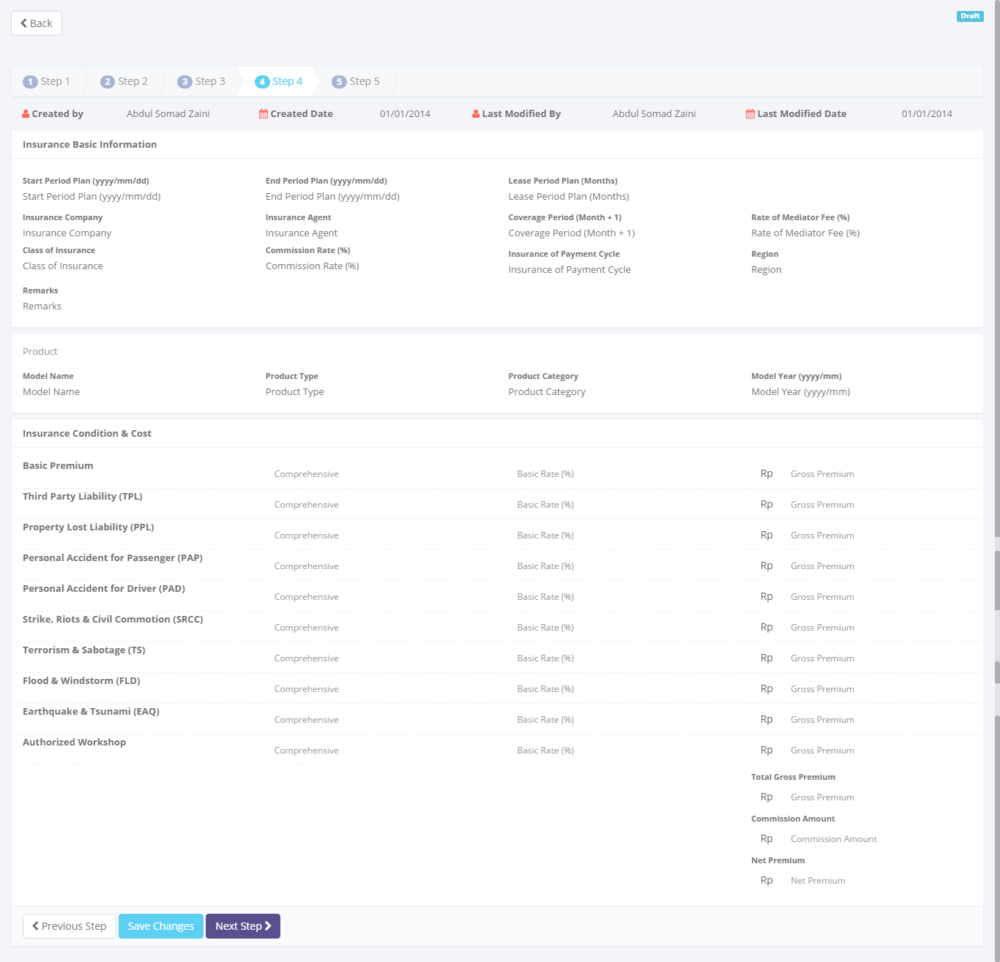 Back
Draft
1 Step 1 2 Step 2 3 Step 3 4 Step 4 5 Step 5
Created by Abdul Somad Zaini Created Date 01/01/2014 Last Modified By Abdul Somad Zaini Last Modified Date 01/01/2014
Insurance Basic Information
Start Period Plan (yyyy/mm/dd) End Period Plan (yyyy/mm/dd) Lease Period Plan (Months)
Start Period Plan (yyyy/mm/dd) End Period Plan (yyyy/mm/dd) Lease Period Plan (Months)
Insurance Company Insurance Agent Coverage Period (Month + 1) Rate of Mediator Fee (%)
Insurance Company Insurance Agent Coverage Period (Month + 1) Rate of Mediator Fee (%)
Class of Insurance Commission Rate (%) Insurance of Payment Cycle Region
Class of Insurance Commission Rate (%) Insurance of Payment Cycle Region
Remarks
Remarks
Product
Model Name Product Type Product Category Model Year (yyyy/mm)
Model Name Product Type Product Category Model Year (yyyy/mm)
Insurance Condition & Cost
Basic Premium Comprehensive Basic Rate (%) Rp Gross Premium
Third Party Liability (TPL) Comprehensive Basic Rate (%) Rp Gross Premium
Property Lost Liability (PPL) Comprehensive Basic Rate (%) Rp Gross Premium
Personal Accident for Passenger (PAP) Comprehensive Basic Rate (%) Rp Gross Premium
Personal Accident for Driver (PAD) Comprehensive Basic Rate (%) Rp Gross Premium
Strike, Riots & Civil Commotion (SRCC) Comprehensive Basic Rate (%) Rp Gross Premium
Terrorism & Sabotage (TS) Comprehensive Basic Rate (%) Rp Gross Premium
Flood & Windstorm (FLD) Comprehensive Basic Rate (%) Rp Gross Premium
Earthquake & Tsunami (EAQ) Comprehensive Basic Rate (%) Rp Gross Premium
Authorized Workshop Comprehensive Basic Rate (%) Rp Gross Premium
Total Gross Premium
Rp Gross Premium
Commission Amount
Rp Commission Amount
Net Premium
Rp Net Premium
Previous Step Save Changes Next Step